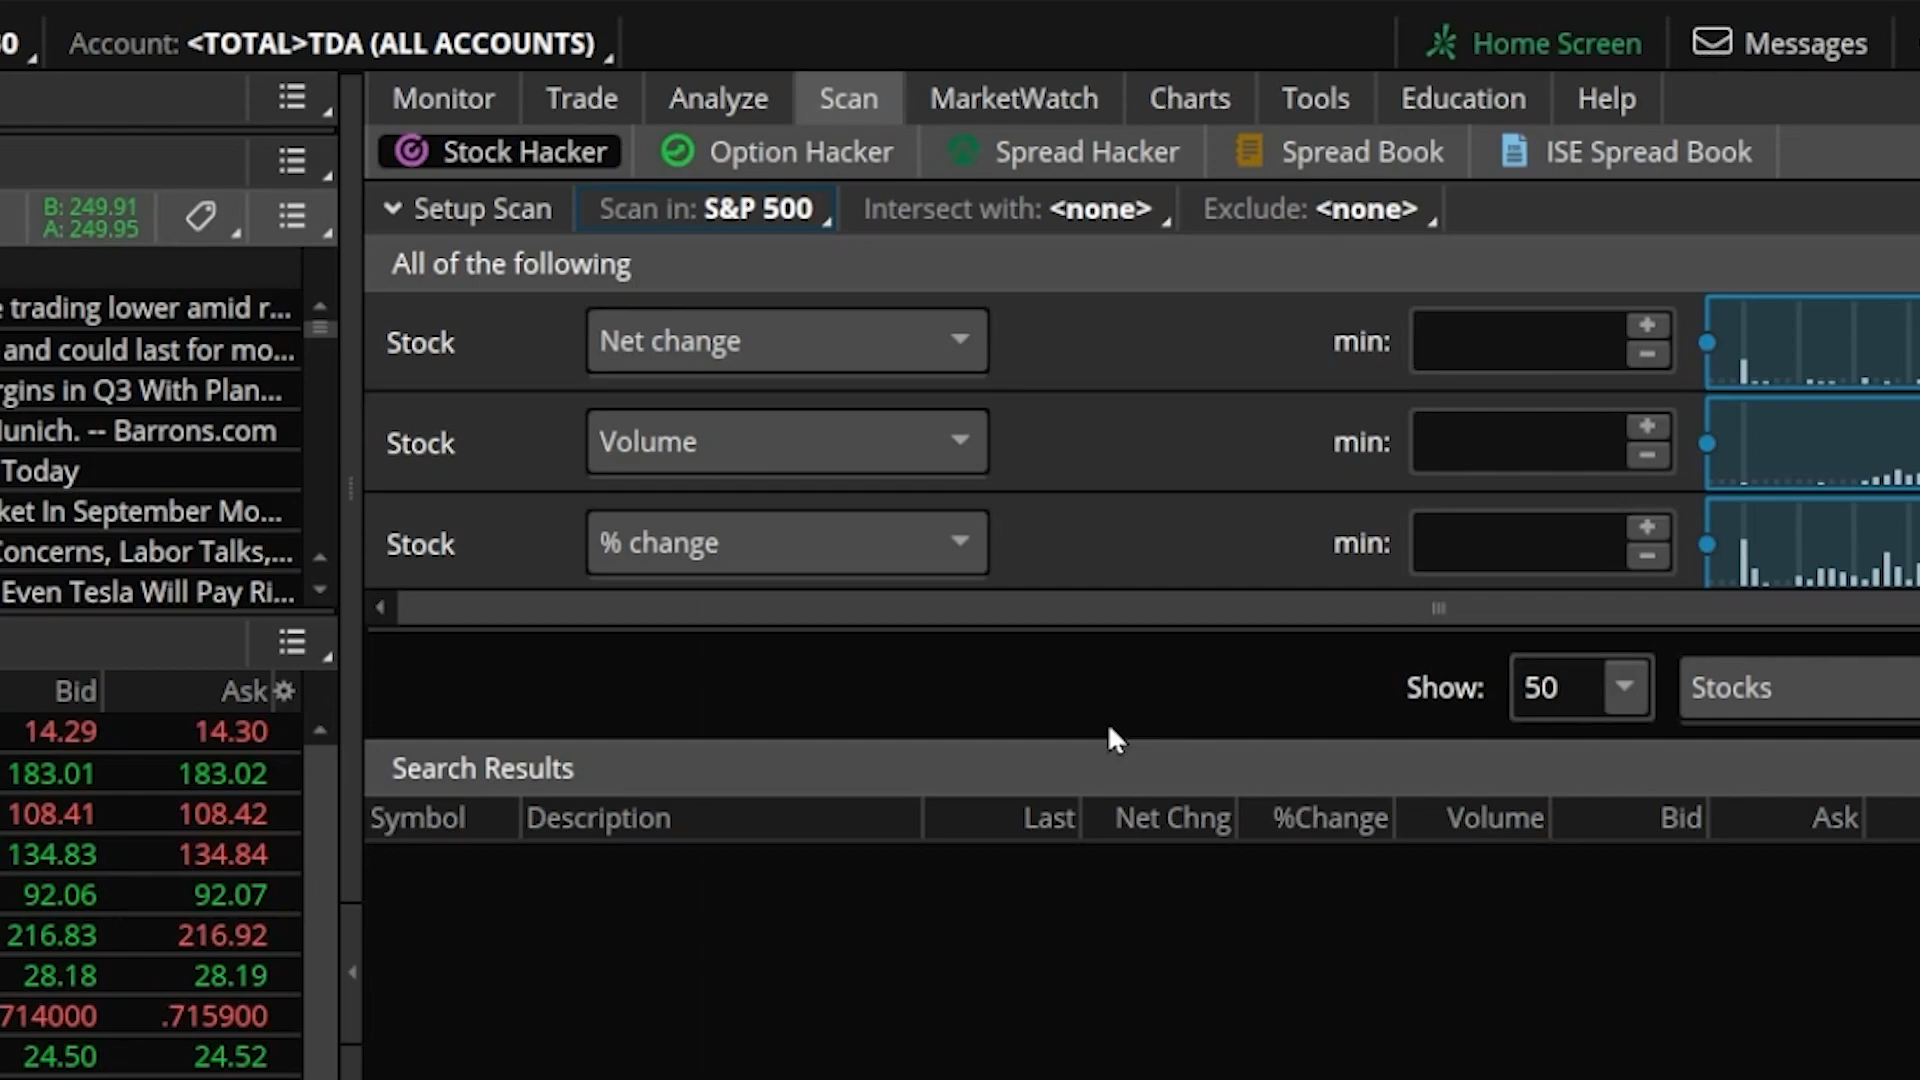 Account: <TOTAL>TDA (ALL ACCOUNTS)
Home Screen
Messages
Monitor Trade Analyze Scan MarketWatch Charts Tools Education Help
Stock Hacker Option Hacker Spread Hacker Spread Book ISE Spread Book
B: 249.91
A: 249.95
Setup Scan Scan in: S&P 500 Intersect with: <none> Exclude: <none>
All of the following
trading lower amid r...
and could last for mo...
in Q3 With Plan...
-- Barrons.com
Today
In September Mo...
Concerns, Labor Talks,...
Even Tesla Will Pay Ri...
Stock Net change min:
Stock Volume min:
Stock % change min:
Show: 50 Stocks
Search Results
Symbol Description Last Net Chng %Change Volume Bid Ask
Bid Ask
14.29 14.30
183.01 183.02
108.41 108.42
134.83 134.84
92.06 92.07
216.83 216.92
28.18 28.19
714000 .715900
24.50 24.52